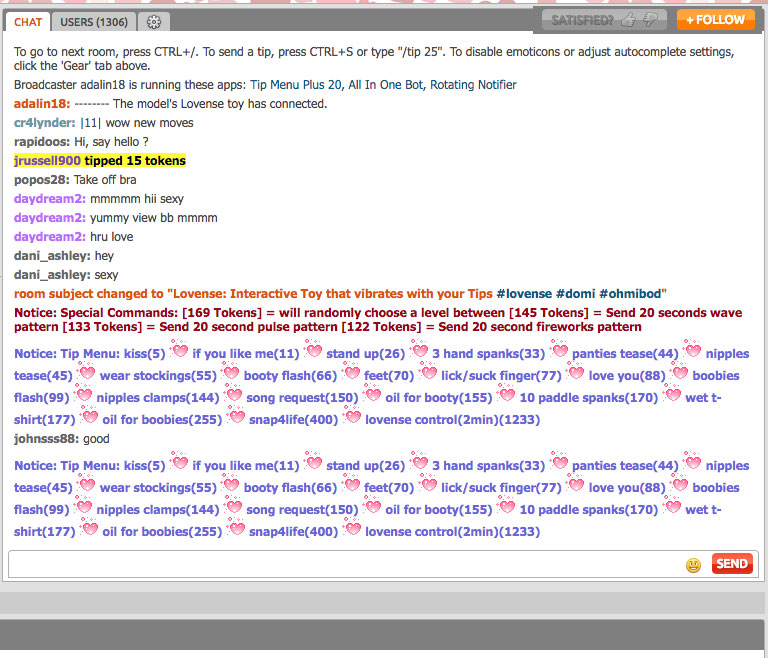 CHAT USERS (1306) SATISFIED? + FOLLOW
To go to next room, press CTRL+/. To send a tip, press CTRL+S or type "/tip 25". To disable emoticons or adjust autocomplete settings,
click the 'Gear' tab above.
Broadcaster adalin18 is running these apps: Tip Menu Plus 20, All In One Bot, Rotating Notifier
adalin18: -------- The model's Lovense toy has connected.
cr4lynder: |11| wow new moves
rapidoos: Hi, say hello ?
jrussell900 tipped 15 tokens
popos28: Take off bra
daydream2: mmmmm hii sexy
daydream2: yummy view bb mmmm
daydream2: hru love
dani_ashley: hey
dani_ashley: sexy
room subject changed to "Lovense: Interactive Toy that vibrates with your Tips #lovense #domi #ohmibod"
Notice: Special Commands: [169 Tokens] = will randomly choose a level between [145 Tokens] = Send 20 seconds wave
pattern [133 Tokens] = Send 20 second pulse pattern [122 Tokens] = Send 20 second fireworks pattern
Notice: Tip Menu: kiss(5) if you like me(11) stand up(26) 3 hand spanks(33) panties tease(44) nipples
tease(45) wear stockings(55) booty flash(66) feet(70) lick/suck finger(77) love you(88) boobies
flash(99) nipples clamps(144) song request(150) oil for booty(155) 10 paddle spanks(170) wet t-
shirt(177) oil for boobies(255) snap4life(400) lovense control(2min)(1233)
johnsss88: good
Notice: Tip Menu: kiss(5) if you like me(11) stand up(26) 3 hand spanks(33) panties tease(44) nipples
tease(45) wear stockings(55) booty flash(66) feet(70) lick/suck finger(77) love you(88) boobies
flash(99) nipples clamps(144) song request(150) oil for booty(155) 10 paddle spanks(170) wet t-
shirt(177) oil for boobies(255) snap4life(400) lovense control(2min)(1233)
SEND